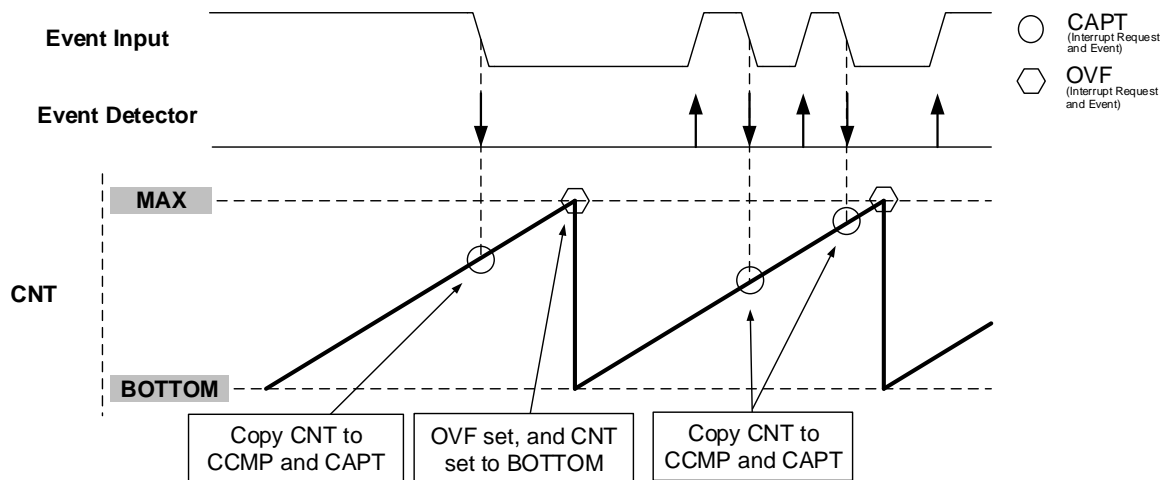 Event Input
CAPT
(Interrupt Request
and Event)
OVF
(Interrupt Request
and Event)
Event Detector
MAX
CNT
BOTTOM
Copy CNT to
CCMP and CAPT
OVF set, and CNT
set to BOTTOM
Copy CNT to
CCMP and CAPT